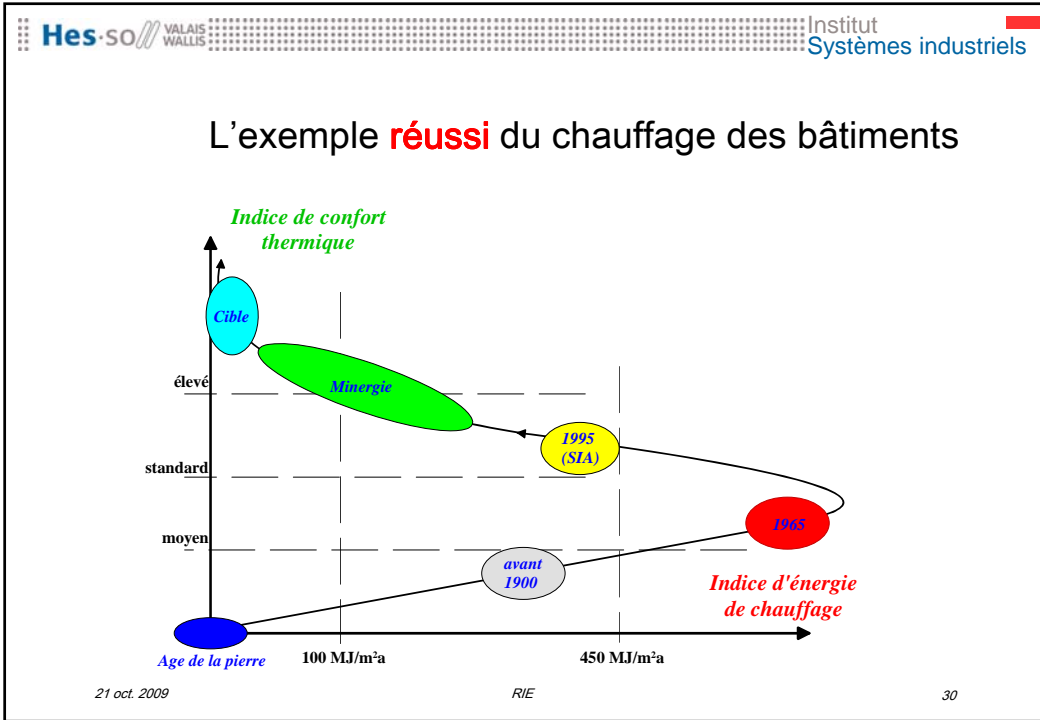 Hes·so// VALAIS
WALLIS
Institut
Systèmes industriels
L'exemple réussi du chauffage des bâtiments
Indice de confort
thermique
Cible
élevé
Minergie
1995
(SIA)
standard
1965
moyen
avant
1900
Indice d'énergie
de chauffage
Age de la pierre
100 MJ/m²a
450 MJ/m²a
21 oct. 2009
RIE
30